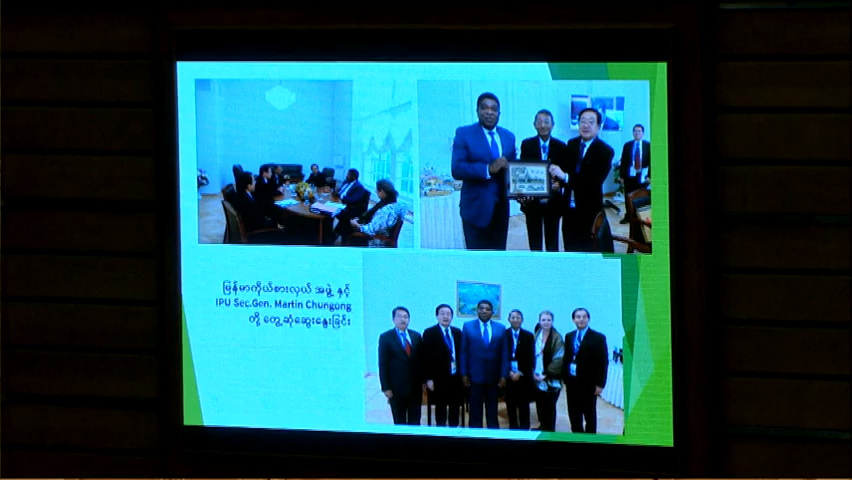 မြန်မာကိုယ်စားလှယ် အဖွဲ့ နှင့်
IPU Sec.Gen. Martin Chungong
တို့ တွေ့ဆုံဆွေးနွေးခြင်း